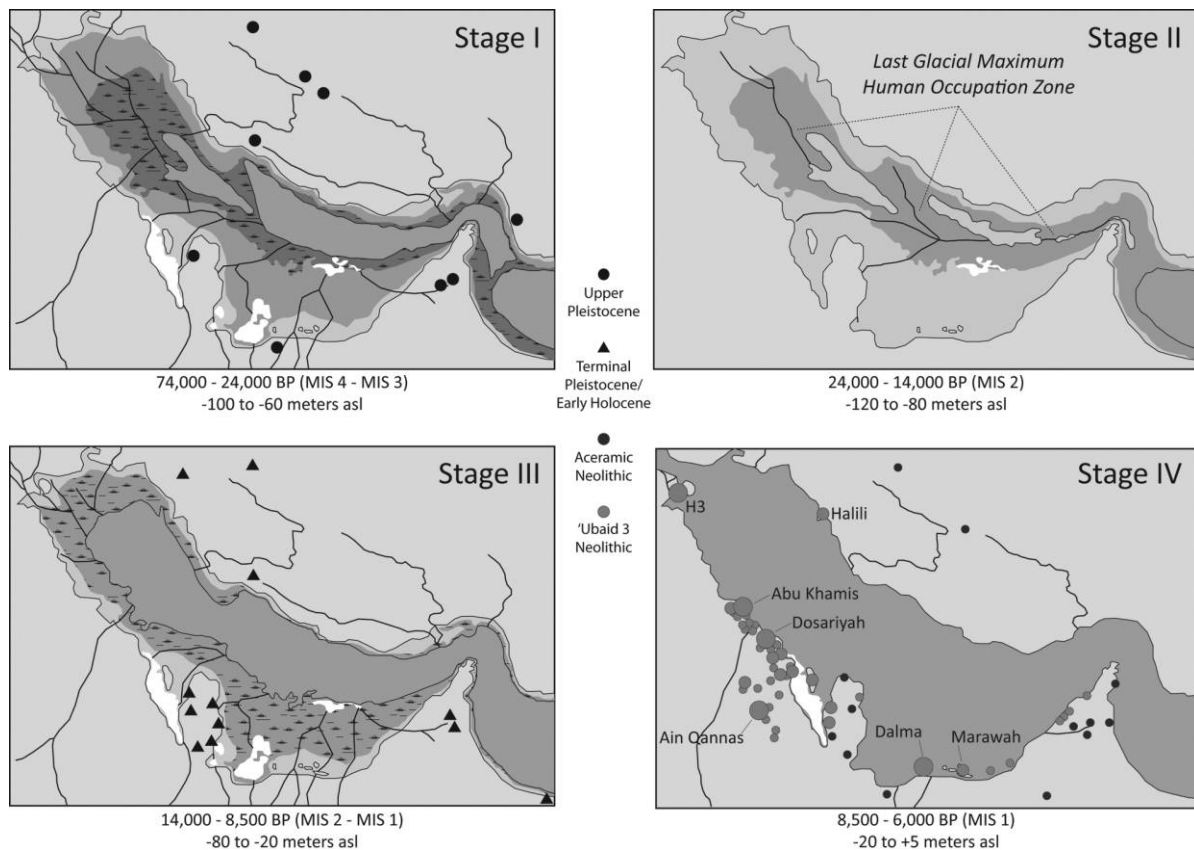 Stage I
74,000 - 24,000 BP (MIS 4 - MIS 3)
-100 to -60 meters asl
Stage II
Last Glacial Maximum
Human Occupation Zone
24,000 - 14,000 BP (MIS 2)
-120 to -80 meters asl
Upper
Pleistocene
Terminal
Pleistocene/
Early Holocene
Aceramic
Neolithic
'Ubaid 3
Neolithic
Stage III
14,000 - 8,500 BP (MIS 2 - MIS 1)
-80 to -20 meters asl
Stage IV
H3
Halili
Abu Khamis
Dosariyah
Ain Qannas
Dalma
Marawah
8,500 - 6,000 BP (MIS 1)
-20 to +5 meters asl